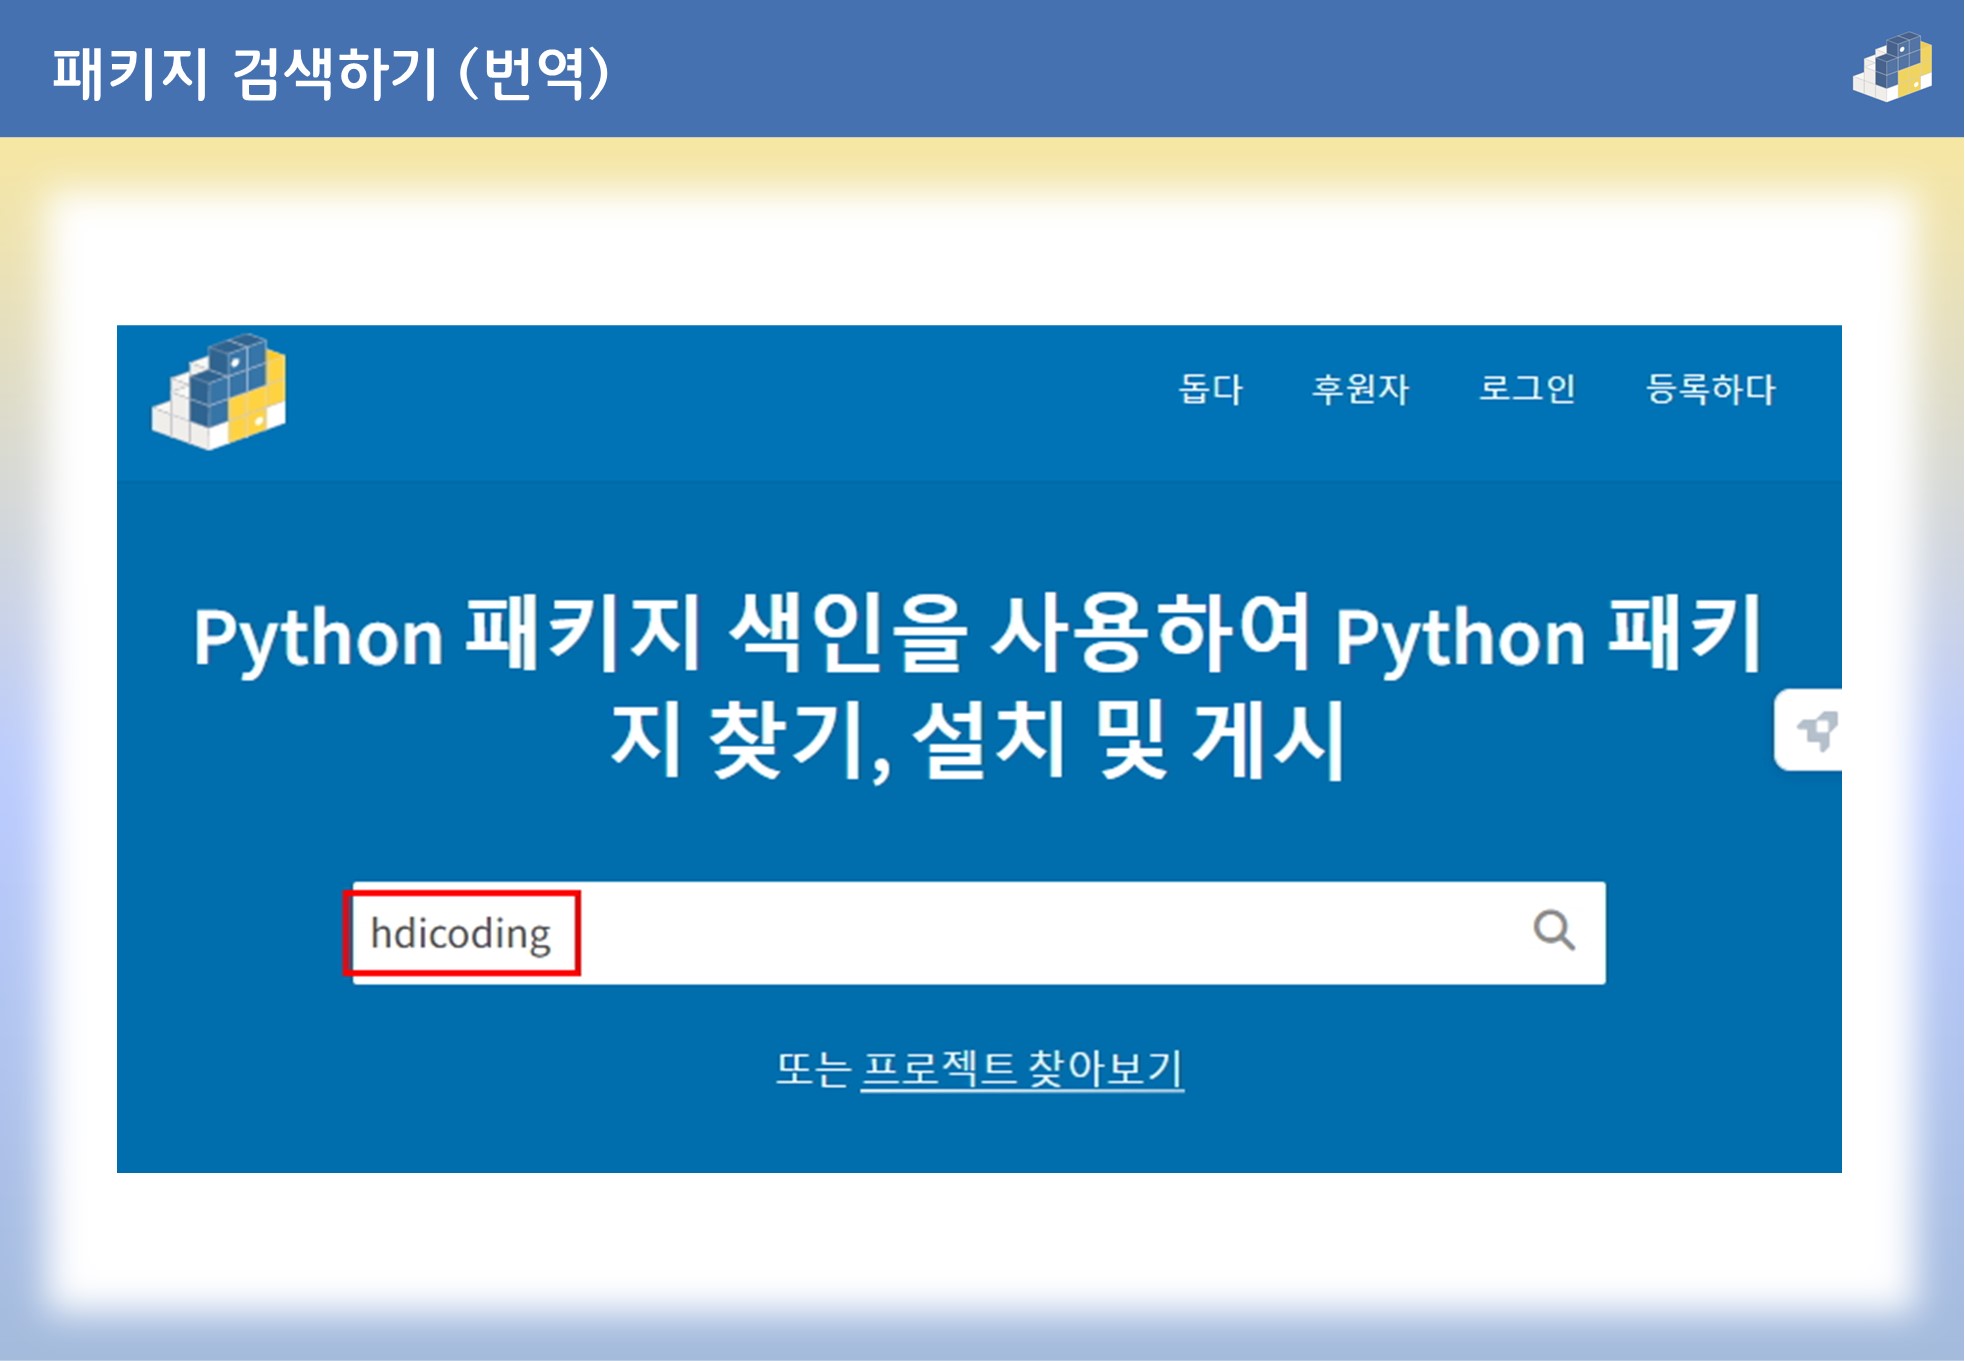 패키지 검색하기 (번역)
돕다 후원자 로그인 등록하다
Python 패키지 색인을 사용하여 Python 패키
지 찾기, 설치 및 게시
hdicoding
또는 프로젝트 찾아보기